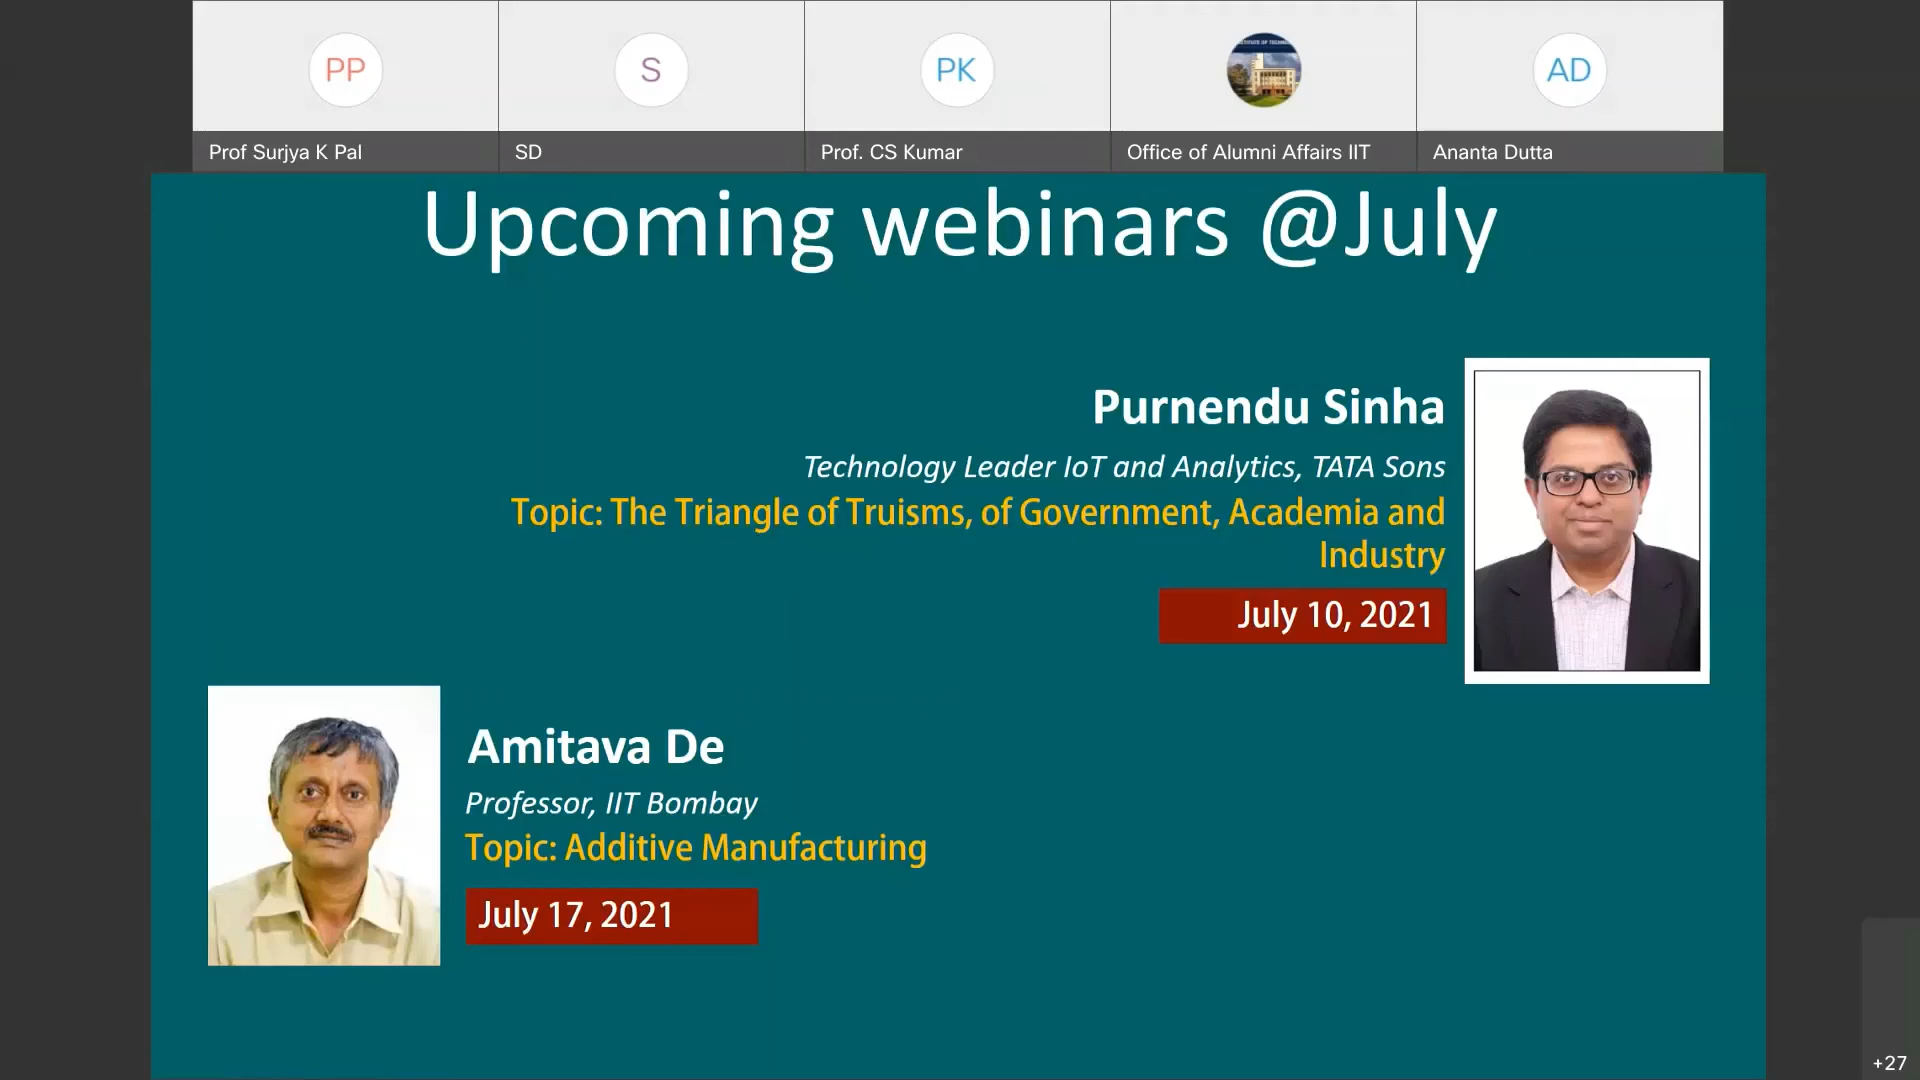 PP
S
PK
AD
Prof Surjya K Pal
SD
Prof. CS Kumar
Office of Alumni Affairs IIT
Ananta Dutta
Upcoming webinars @July
Purnendu Sinha
Technology Leader IoT and Analytics, TATA Sons
Topic: The Triangle of Truisms, of Government, Academia and
Industry
July 10, 2021
Amitava De
Professor, IIT Bombay
Topic: Additive Manufacturing
July 17, 2021
+27